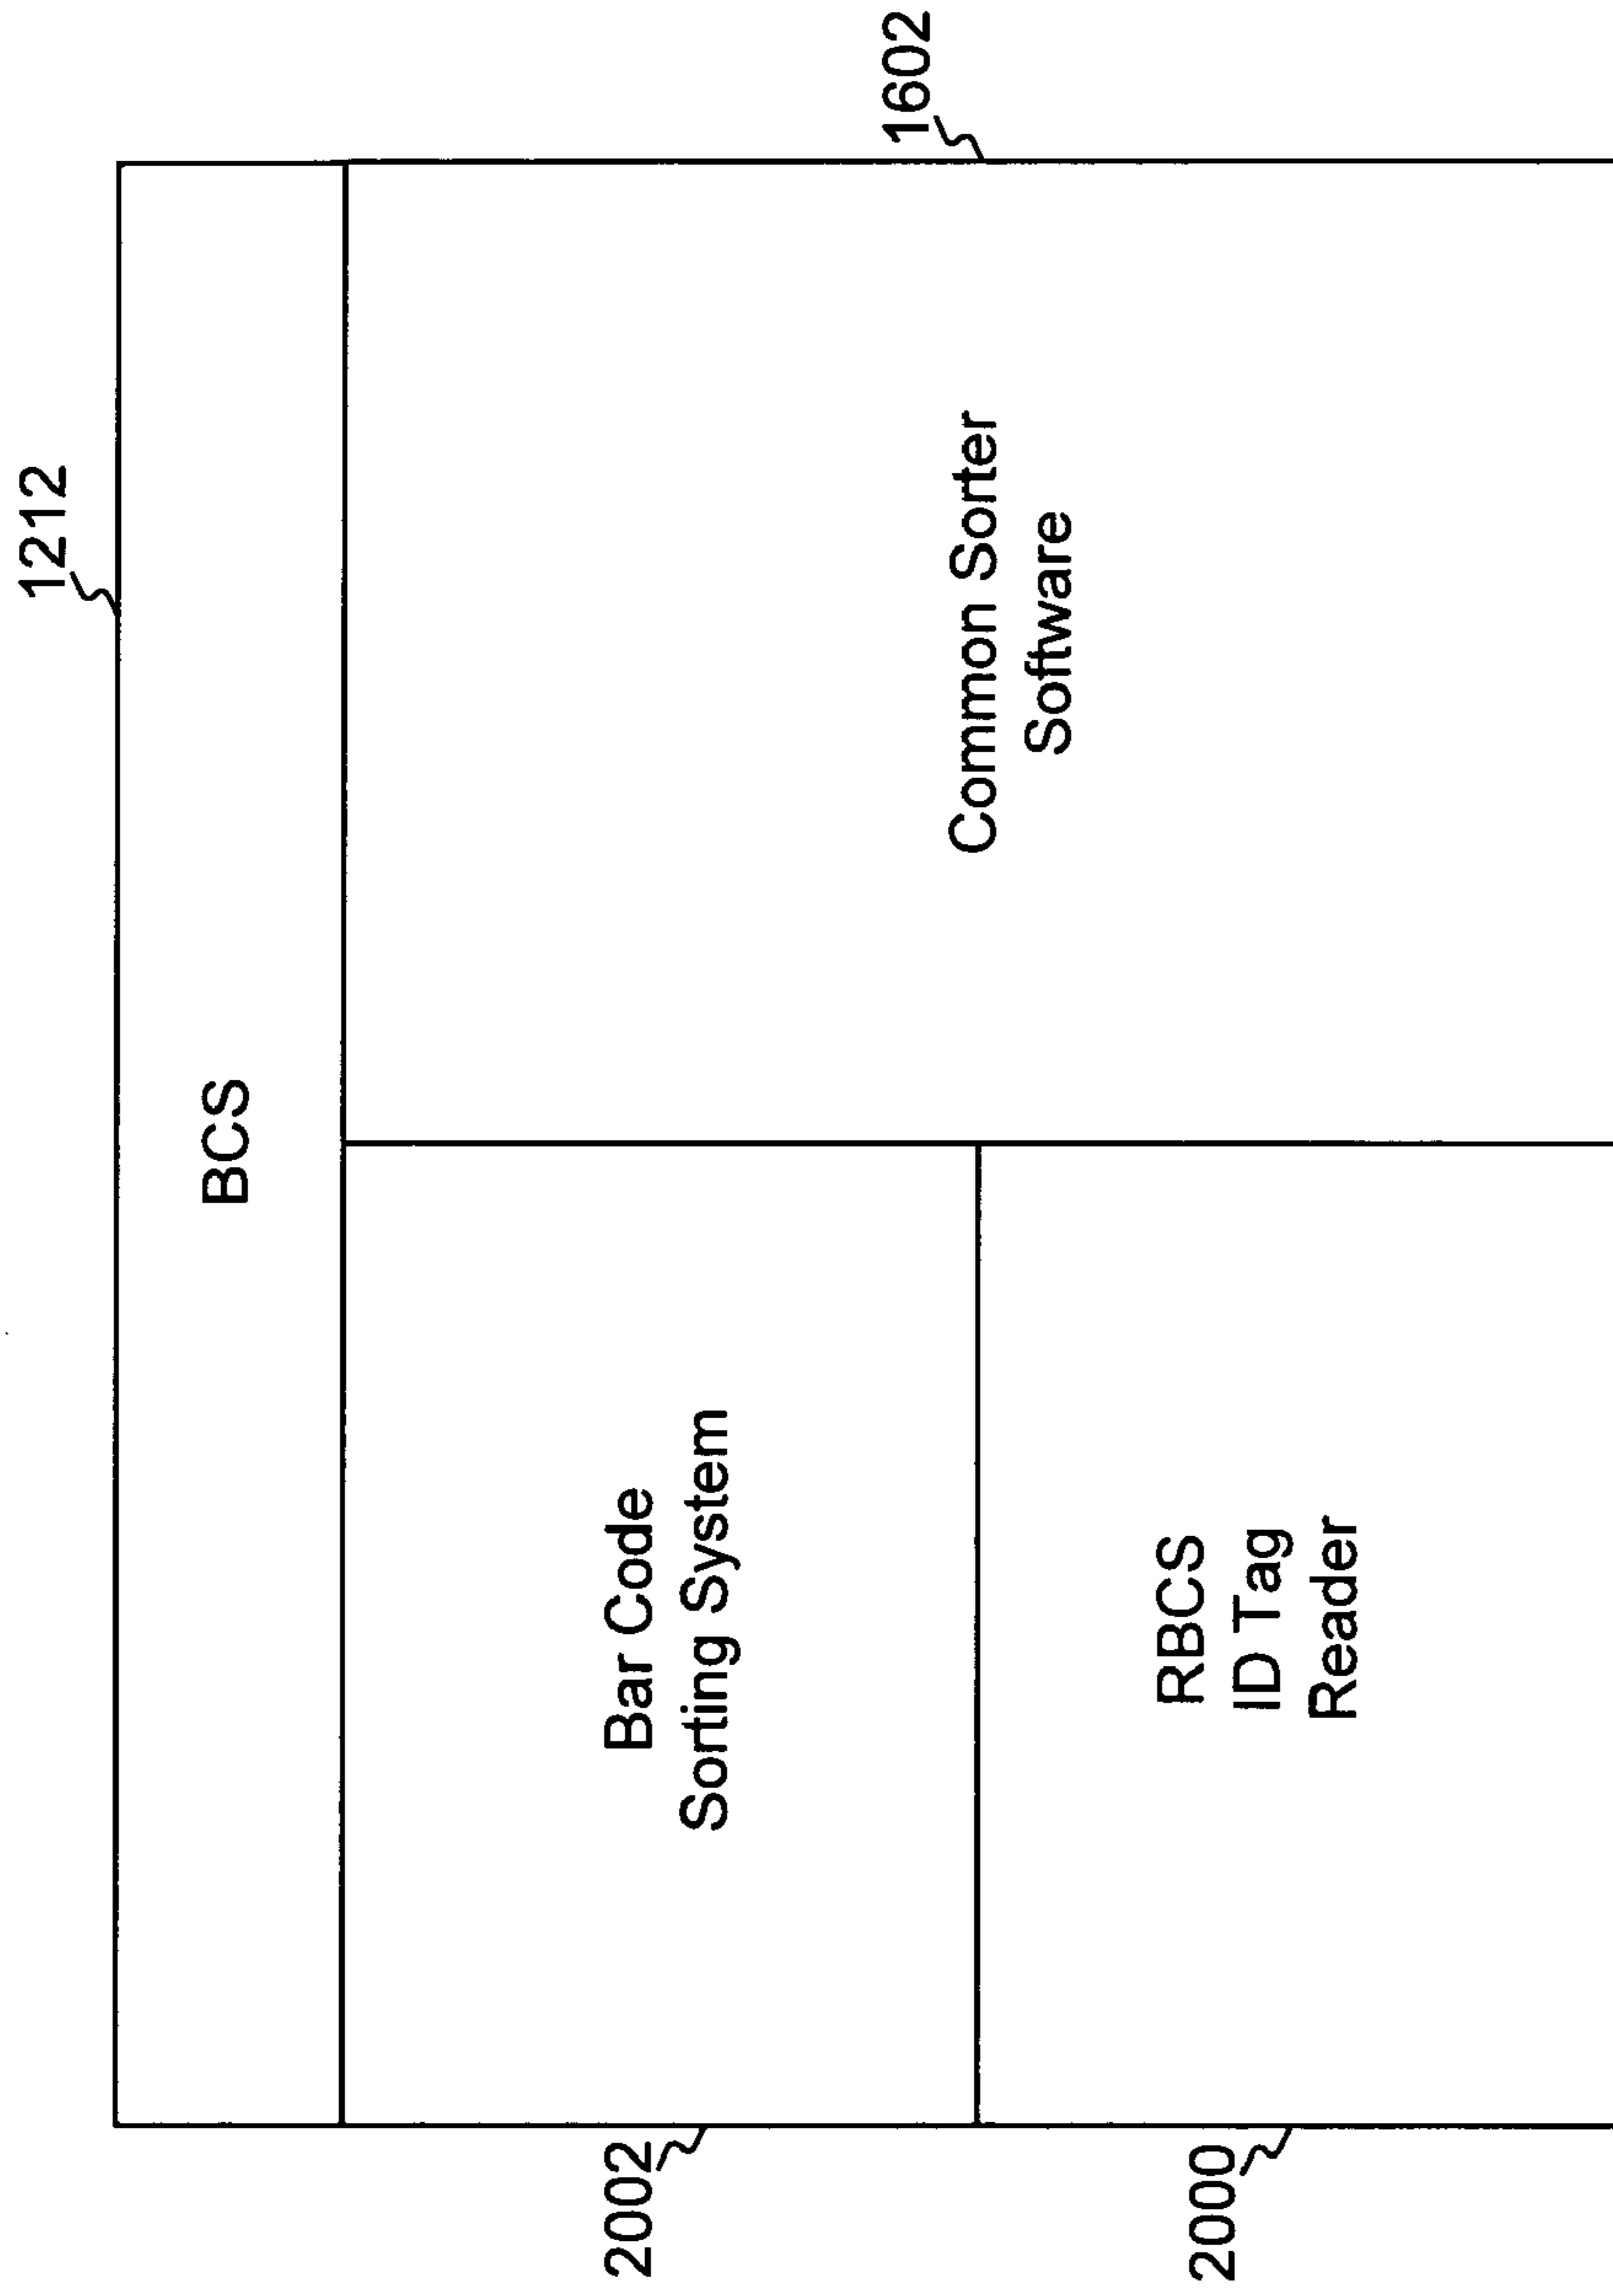 1212
BCS
2002
Bar Code
Sorting System
Common Sorter
Software
1602
2000
RBCS
ID Tag
Reader